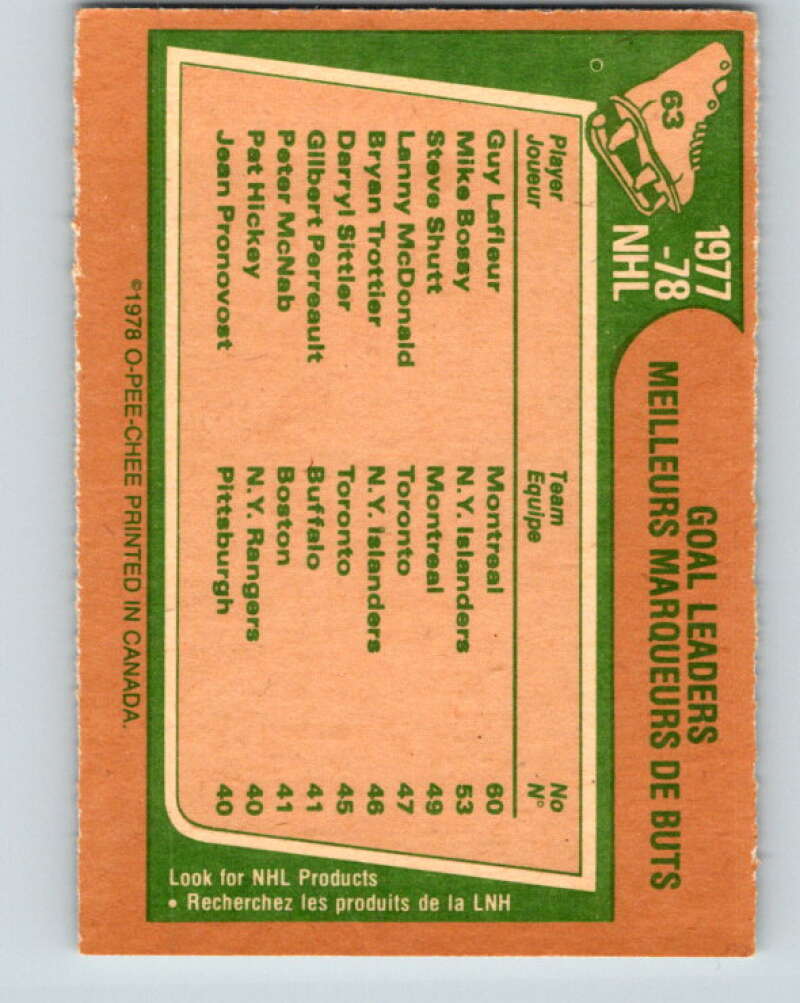 63
1977
-78
NHL
GOAL LEADERS
MEILLEURS MARQUEURS DE BUTS
Player Team No
Joueur Equipe N°
Guy Lafleur Montreal 60
Mike Bossy N.Y. Islanders 53
Steve Shutt Montreal 49
Lanny McDonald Toronto 47
Bryan Trottier N.Y. Islanders 46
Darryl Sittler Toronto 45
Gilbert Perreault Buffalo 41
Peter McNab Boston 41
Pat Hickey N.Y. Rangers 40
Jean Pronovost Pittsburgh 40
©1978 O-PEE-CHEE PRINTED IN CANADA.
Look for NHL Products
• Recherchez les produits de la LNH